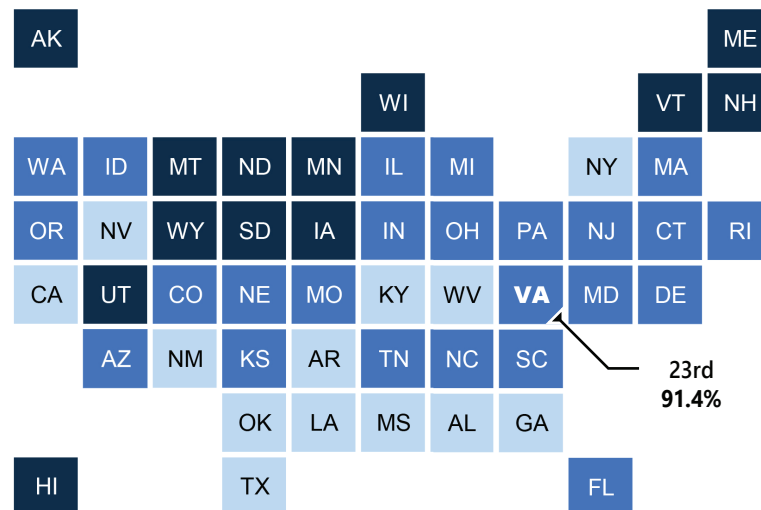 AK ME
WI VT NH
WA ID MT ND MN IL MI NY MA
OR NV WY SD IA IN OH PA NJ CT RI
CA UT CO NE MO KY WV VA MD DE
AZ NM KS AR TN NC SC
23rd
91.4%
OK LA MS AL GA
HI TX FL